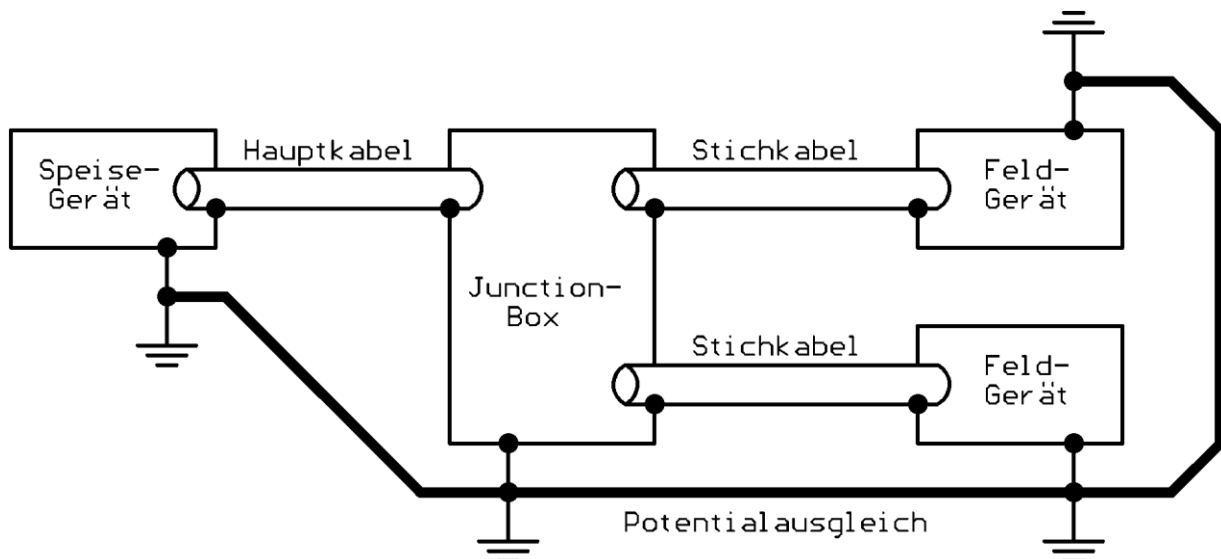 Speise-
Gerät
Hauptkabel
Junction-
Box
Stichkabel
Feld-
Gerät
Stichkabel
Feld-
Gerät
Potentialausgleich